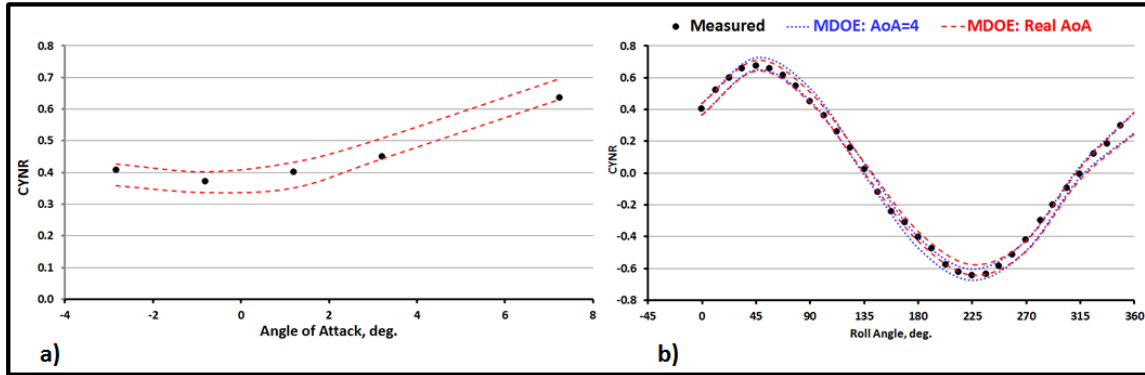 Measured MDOE: AoA=4 MDOE: Real AoA
0.8
0.7
0.6
0.5
0.4
0.3
0.2
0.1
0.0
CYNR
-4 -2 0 2 4 6 8
Angle of Attack, deg.
a)
0.8
0.6
0.4
0.2
0.0
-0.2
-0.4
-0.6
-0.8
CYNR
-45 0 45 90 135 180 225 270 315 360
Roll Angle, deg.
b)